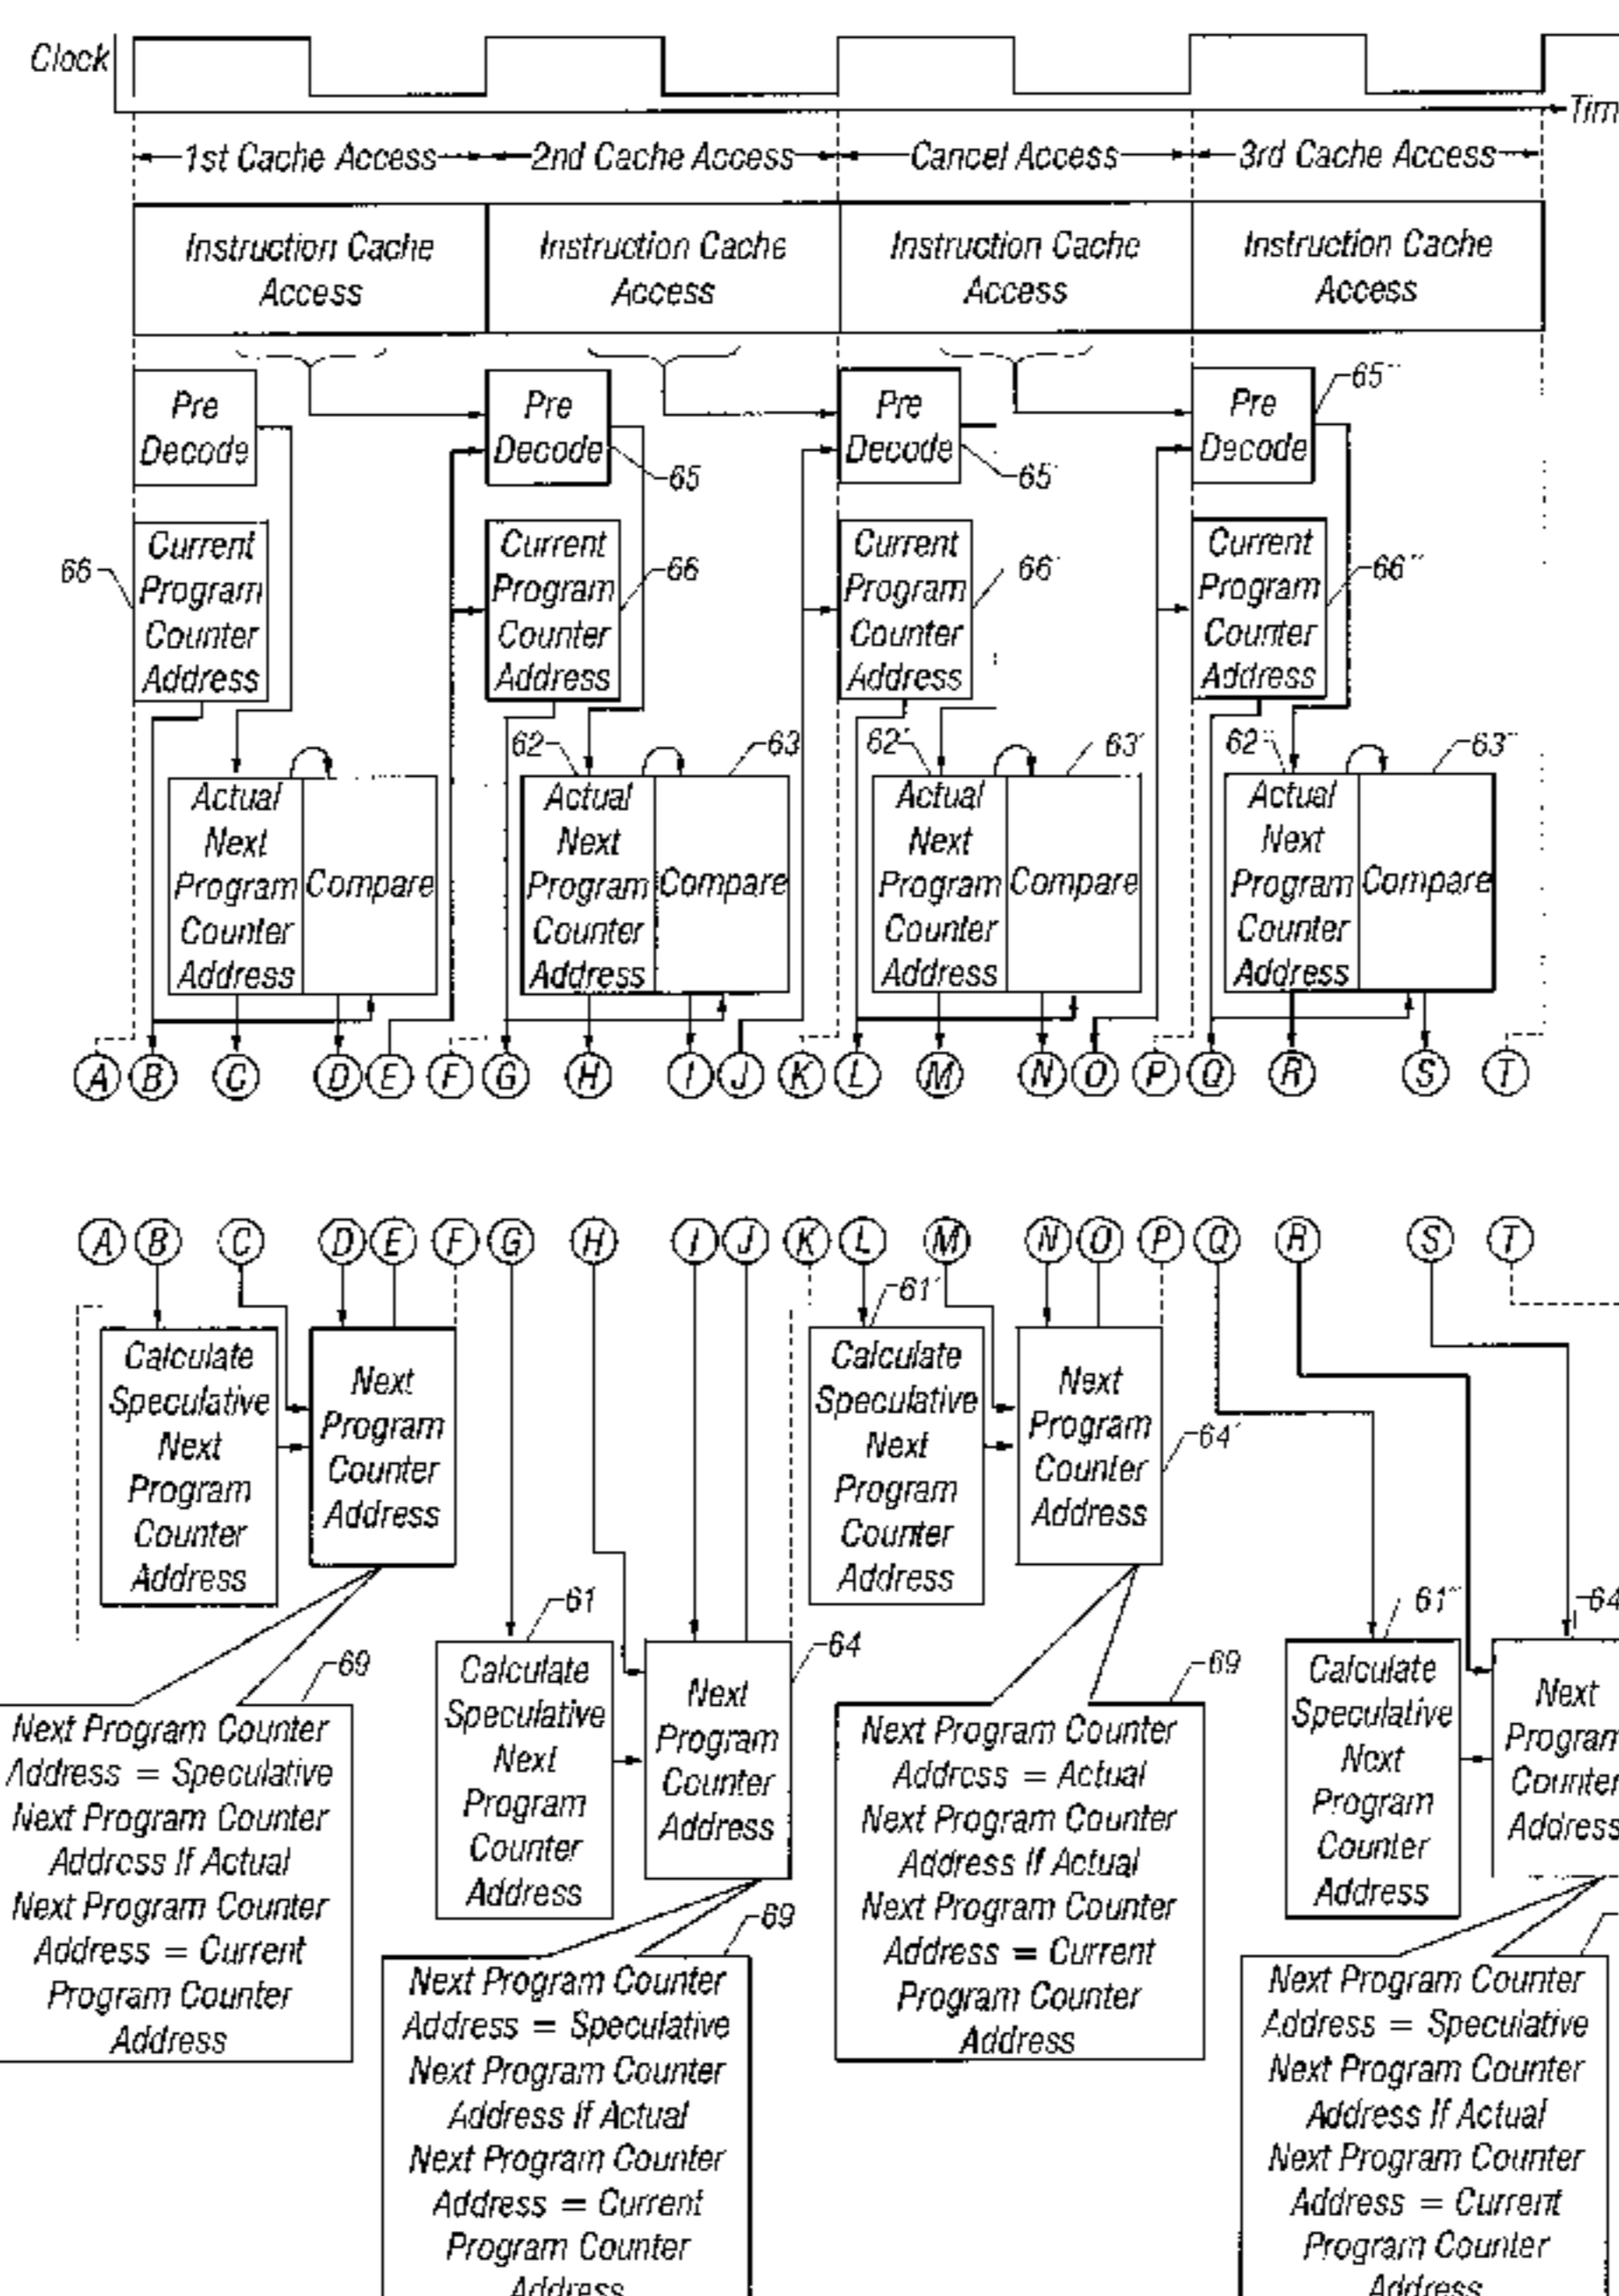 Clock
Tim
1st Cache Access
2nd Cache Access
Cancel Access
3rd Cache Access
Instruction Cache
Access
Instruction Cache
Access
Instruction Cache
Access
Instruction Cache
Access
Pre
Decode
Pre
Decode
65
Pre
Decode
65'
Pre
Decode
65''
66
Current
Program
Counter
Address
Current
Program
Counter
Address
66
Current
Program
Counter
Address
66'
Current
Program
Counter
Address
66''
Actual
Next
Program
Counter
Address
Compare
62
63
Actual
Next
Program
Counter
Address
Compare
62'
63'
Actual
Next
Program
Counter
Address
Compare
62''
63''
Actual
Next
Program
Counter
Address
Compare
A B C D E F G H I J K L M N O P Q R S T
A B C D E F G H I J K L M N O P Q R S T
Calculate
Speculative
Next
Program
Counter
Address
Next
Program
Counter
Address
61'
Calculate
Speculative
Next
Program
Counter
Address
Next
Program
Counter
Address
64'
61
Calculate
Speculative
Next
Program
Counter
Address
64
Next
Program
Counter
Address
61''
Calculate
Speculative
Next
Program
Counter
Address
64
Next
Program
Counter
Address
69
Next Program Counter
Address = Speculative
Next Program Counter
Address If Actual
Next Program Counter
Address = Current
Program Counter
Address
69
Next Program Counter
Address = Speculative
Next Program Counter
Address If Actual
Next Program Counter
Address = Current
Program Counter
Address
69
Next Program Counter
Address = Actual
Next Program Counter
Address If Actual
Next Program Counter
Address = Current
Program Counter
Address
Next Program Counter
Address = Speculative
Next Program Counter
Address If Actual
Next Program Counter
Address = Current
Program Counter
Address